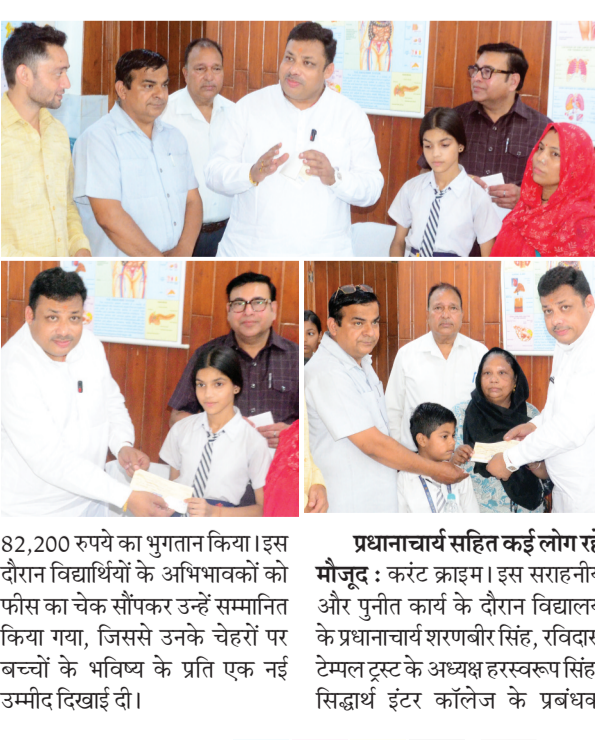 82,200 रुपये का भुगतान किया। इस
दौरान विद्यार्थियों के अभिभावकों को
फीस का चेक सौंपकर उन्हें सम्मानित
किया गया, जिससे उनके चेहरों पर
बच्चों के भविष्य के प्रति एक नई
उम्मीद दिखाई दी।
प्रधानाचार्य सहित कई लोग रहे
मौजूद : करंट क्राइम। इस सराहनीय
और पुनीत कार्य के दौरान विद्यालय
के प्रधानाचार्य शरणबीर सिंह, रविदास
टेम्पल ट्रस्ट के अध्यक्ष हरस्वरूप सिंह
सिद्धार्थ इंटर कॉलेज के प्रबंधक